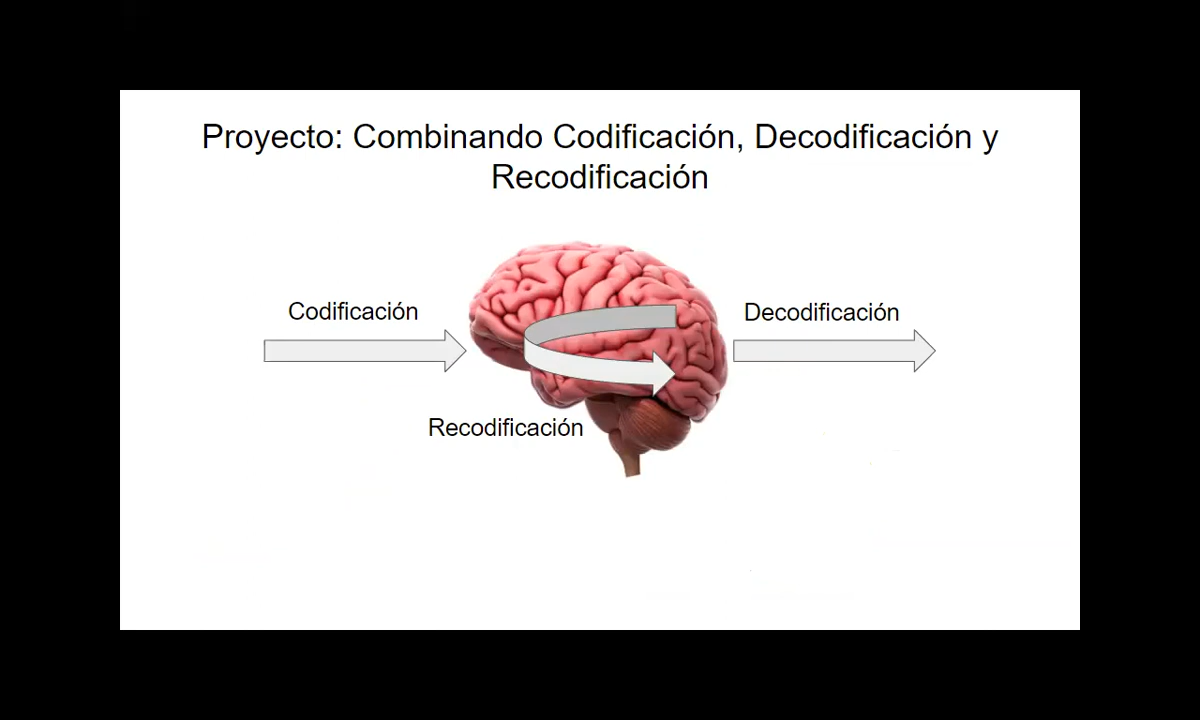 Proyecto: Combinando Codificación, Decodificación y
Recodificación
Codificación
Decodificación
Recodificación